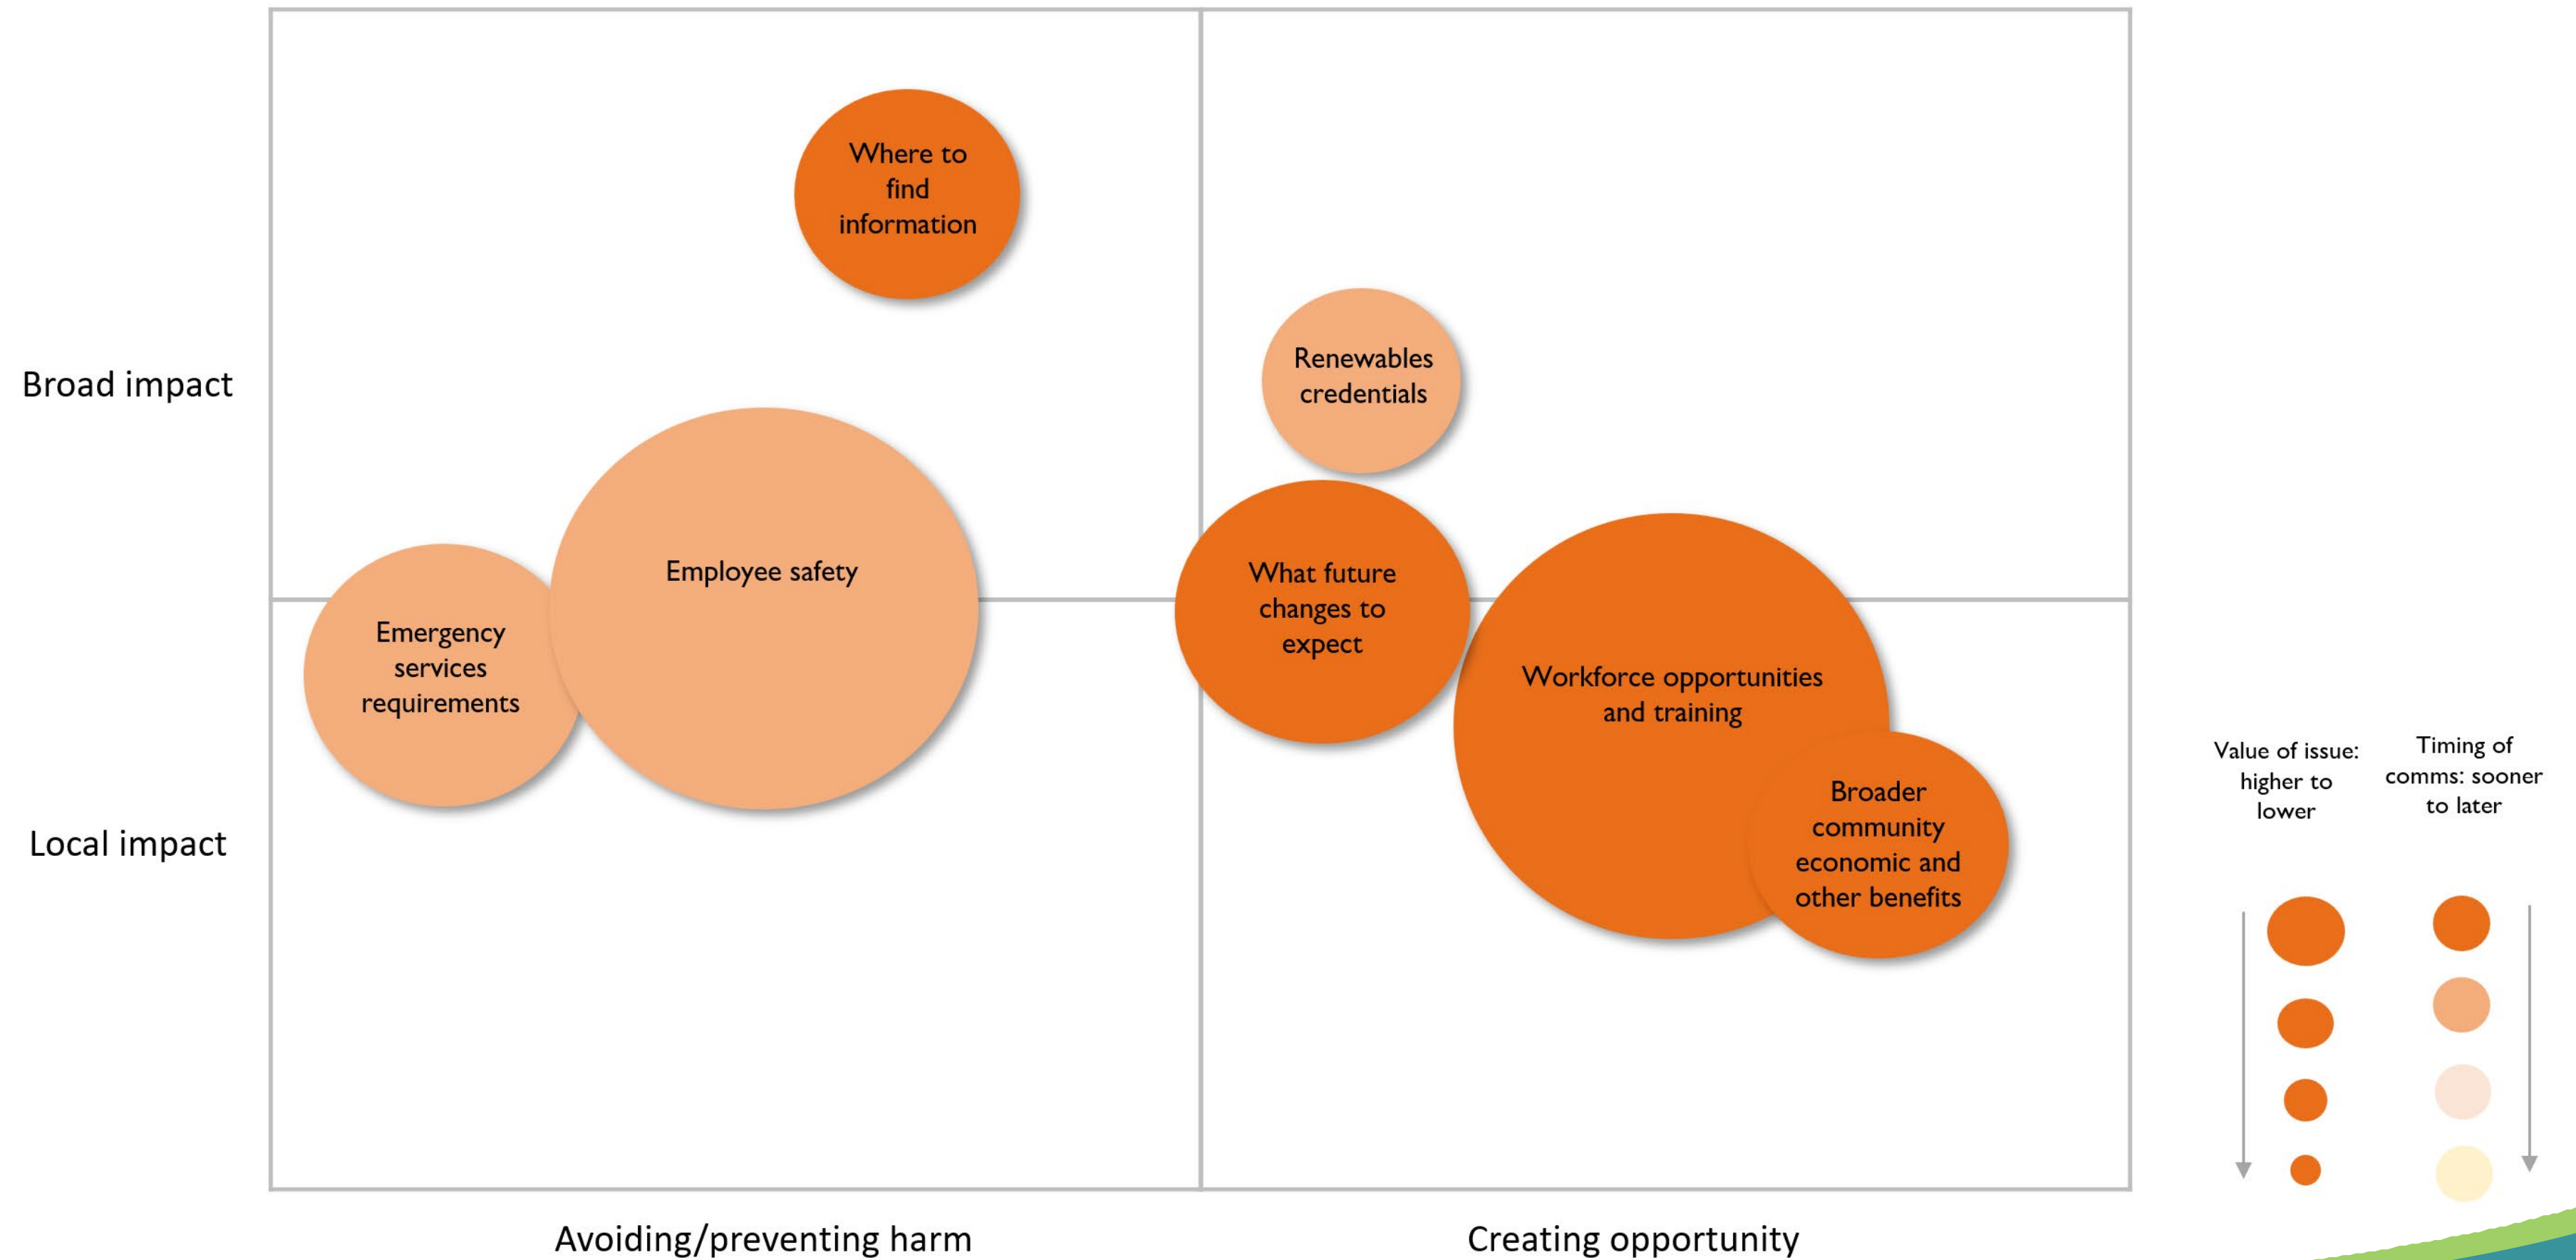 Where to
find
information
Renewables
credentials
Broad impact
Employee safety
What future
changes to
expect
Emergency
services
requirements
Workforce opportunities
and training
Broader
community
economic and
other benefits
Local impact
Value of issue:
higher to
lower
Timing of
comms: sooner
to later
Avoiding/preventing harm
Creating opportunity